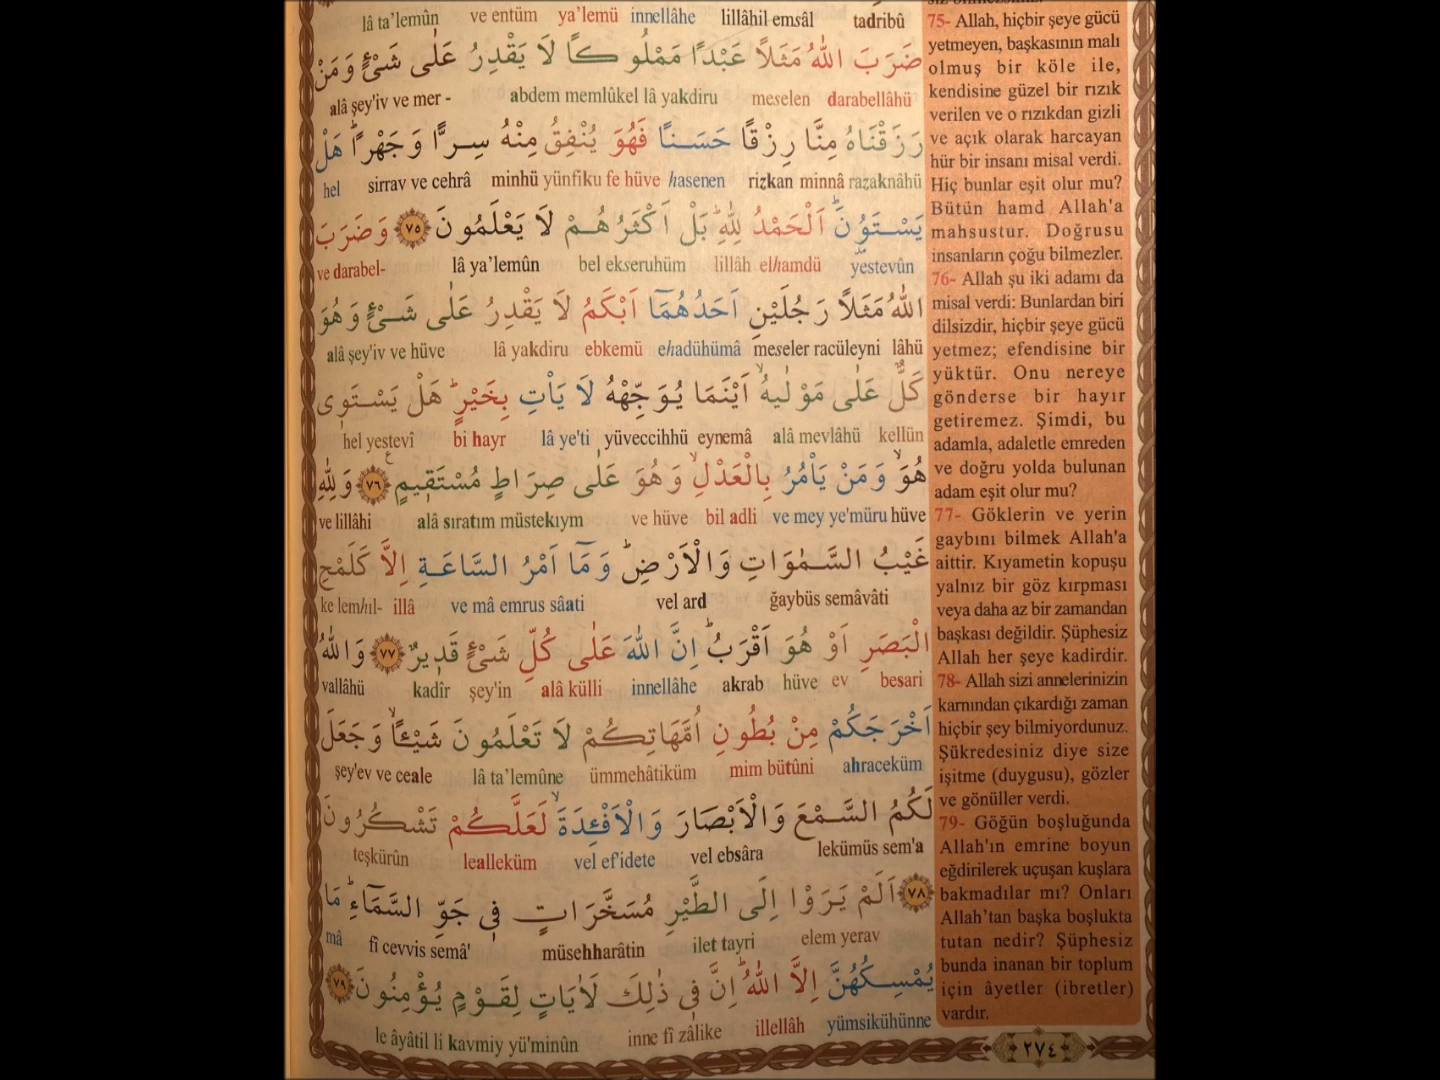 lâ ta’lemûn ve entüm ya’lemü innellâhe lillâhil emsâl tadribû
ضَرَبَ اللّٰهُ مَثَلًا عَبْدًا مَمْلُوكًا لَا يَقْدِرُ عَلٰى شَيْءٍ وَمَنْ
alâ şey'iv ve mer - abdem memlûkel lâ yakdiru meselen darabellâhü
رَزَقْنَاهُ مِنَّا رِزْقًا حَسَنًا فَهُوَ يُنْفِقُ مِنْهُ سِرًّا وَجَهْرًاۜ هَلْ
hel sirrav ve cehrâ minhü yünfiku fe hüve hasenen rizkan minnâ razaknâhü
يَسْتَوُ۫نَۜ اَلْحَمْدُ لِلّٰهِۜ بَلْ اَكْثَرُهُمْ لَا يَعْلَمُونَ ﴿٧٥﴾ وَضَرَبَ
ve darabel- lâ ya’lemûn bel ekseruhüm lillâh elhamdü yestevûn
اللّٰهُ مَثَلًا رَجُلَيْنِ اَحَدُهُمَٓا اَبْكَمُ لَا يَقْدِرُ عَلٰى شَيْءٍ وَهُوَ
alâ şey'iv ve hüve lâ yakdiru ebkemü ehadühümâ meseler racüleyni lâhü
كَلٌّ عَلٰى مَوْلٰيهُۙ اَيْنَمَا يُوَجِّهْهُ لَا يَأْتِ بِخَيْرٍۜ هَلْ يَسْتَوٖى
hel yestevî bi hayr lâ ye'ti yüveccihhü eynemâ alâ mevlâhü kellün
هُوَۙ وَمَنْ يَأْمُرُ بِالْعَدْلِۙ وَهُوَ عَلٰى صِرَاطٍ مُسْتَقٖيمٍ ﴿٧٦﴾ وَلِلّٰهِ
ve lillâhi alâ sıratım müstekıym ve hüve bil adli ve mey ye'müru hüve
غَيْبُ السَّمٰوَاتِ وَالْاَرْضِۜ وَمَٓا اَمْرُ السَّاعَةِ اِلَّا كَلَمْحِ
ke lemhıl- illâ ve mâ emrus sâati vel ard ğaybüs semâvâti
الْبَصَرِ اَوْ هُوَ اَقْرَبُۜ اِنَّ اللّٰهَ عَلٰى كُلِّ شَيْءٍ قَدٖيرٌ ﴿٧٧﴾ وَاللّٰهُ
vallâhü kadîr şey'in alâ külli innellâhe akrab hüve ev besari
اَخْرَجَكُمْ مِنْ بُطُونِ اُمَّهَاتِكُمْ لَا تَعْلَمُونَ شَيْـًٔاۙ وَجَعَلَ
şey'ev ve ceale lâ ta’lemûne ümmehâtiküm mim bütûni ahraceküm
لَكُمُ السَّمْعَ وَالْاَبْصَارَ وَالْاَفْـِٔدَةَۙ لَعَلَّكُمْ تَشْكُرُونَ
teşkürûn lealleküm vel ef'idete vel ebsâra lekümüs sem'a
﴿٧٨﴾ اَلَمْ يَرَوْا اِلَى الطَّيْرِ مُسَخَّرَاتٍ فٖي جَوِّ السَّمَٓاءِۜ مَا
mâ fî cevvis semâ' müsehharâtin ilet tayri elem yerav
يُمْسِكُهُنَّ اِلَّا اللّٰهُۜ اِنَّ فٖي ذٰلِكَ لَاٰيَاتٍ لِقَوْمٍ يُؤْمِنُونَ ﴿٧٩﴾
le âyâtil li kavmiy yü'minûn inne fî zâlike illellâh yümsikühünne
75- Allah, hiçbir şeye gücü
yetmeyen, başkasının malı
olmuş bir köle ile,
kendisine güzel bir rızık
verilen ve o rızıkdan gizli
ve açık olarak harcayan
hür bir insanı misal verdi.
Hiç bunlar eşit olur mu?
Bütün hamd Allah'a
mahsustur. Doğrusu
insanların çoğu bilmezler.
76- Allah şu iki adamı da
misal verdi: Bunlardan biri
dilsizdir, hiçbir şeye gücü
yetmez; efendisine bir
yüktür. Onu nereye
gönderse bir hayır
getiremez. Şimdi, bu
adamla, adaletle emreden
ve doğru yolda bulunan
adam eşit olur mu?
77- Göklerin ve yerin
gaybını bilmek Allah'a
aittir. Kıyametin kopuşu
yalnız bir göz kırpması
veya daha az bir zamandan
başkası değildir. Şüphesiz
Allah her şeye kadirdir.
78- Allah sizi annelerinizin
karnından çıkardığı zaman
hiçbir şey bilmiyordunuz.
Şükredesiniz diye size
işitme (duygusu), gözler
ve gönüller verdi.
79- Göğün boşluğunda
Allah'ın emrine boyun
eğdirilerek uçuşan kuşlara
bakmadılar mı? Onları
Allah’tan başka boşlukta
tutan nedir? Şüphesiz
bunda inanan bir toplum
için âyetler (ibretler)
vardır.
٢٧٤